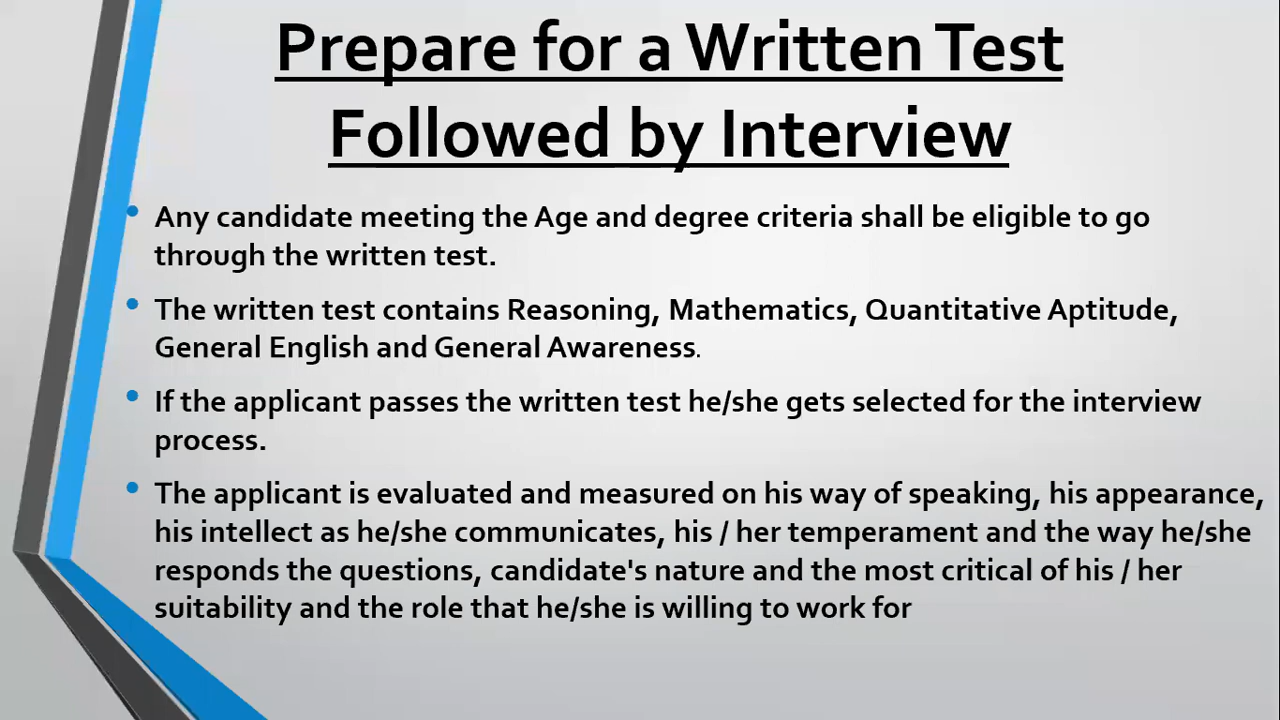 Prepare for a Written Test
Followed by Interview
• Any candidate meeting the Age and degree criteria shall be eligible to go
through the written test.
• The written test contains Reasoning, Mathematics, Quantitative Aptitude,
General English and General Awareness.
• If the applicant passes the written test he/she gets selected for the interview
process.
• The applicant is evaluated and measured on his way of speaking, his appearance,
his intellect as he/she communicates, his / her temperament and the way he/she
responds the questions, candidate's nature and the most critical of his / her
suitability and the role that he/she is willing to work for